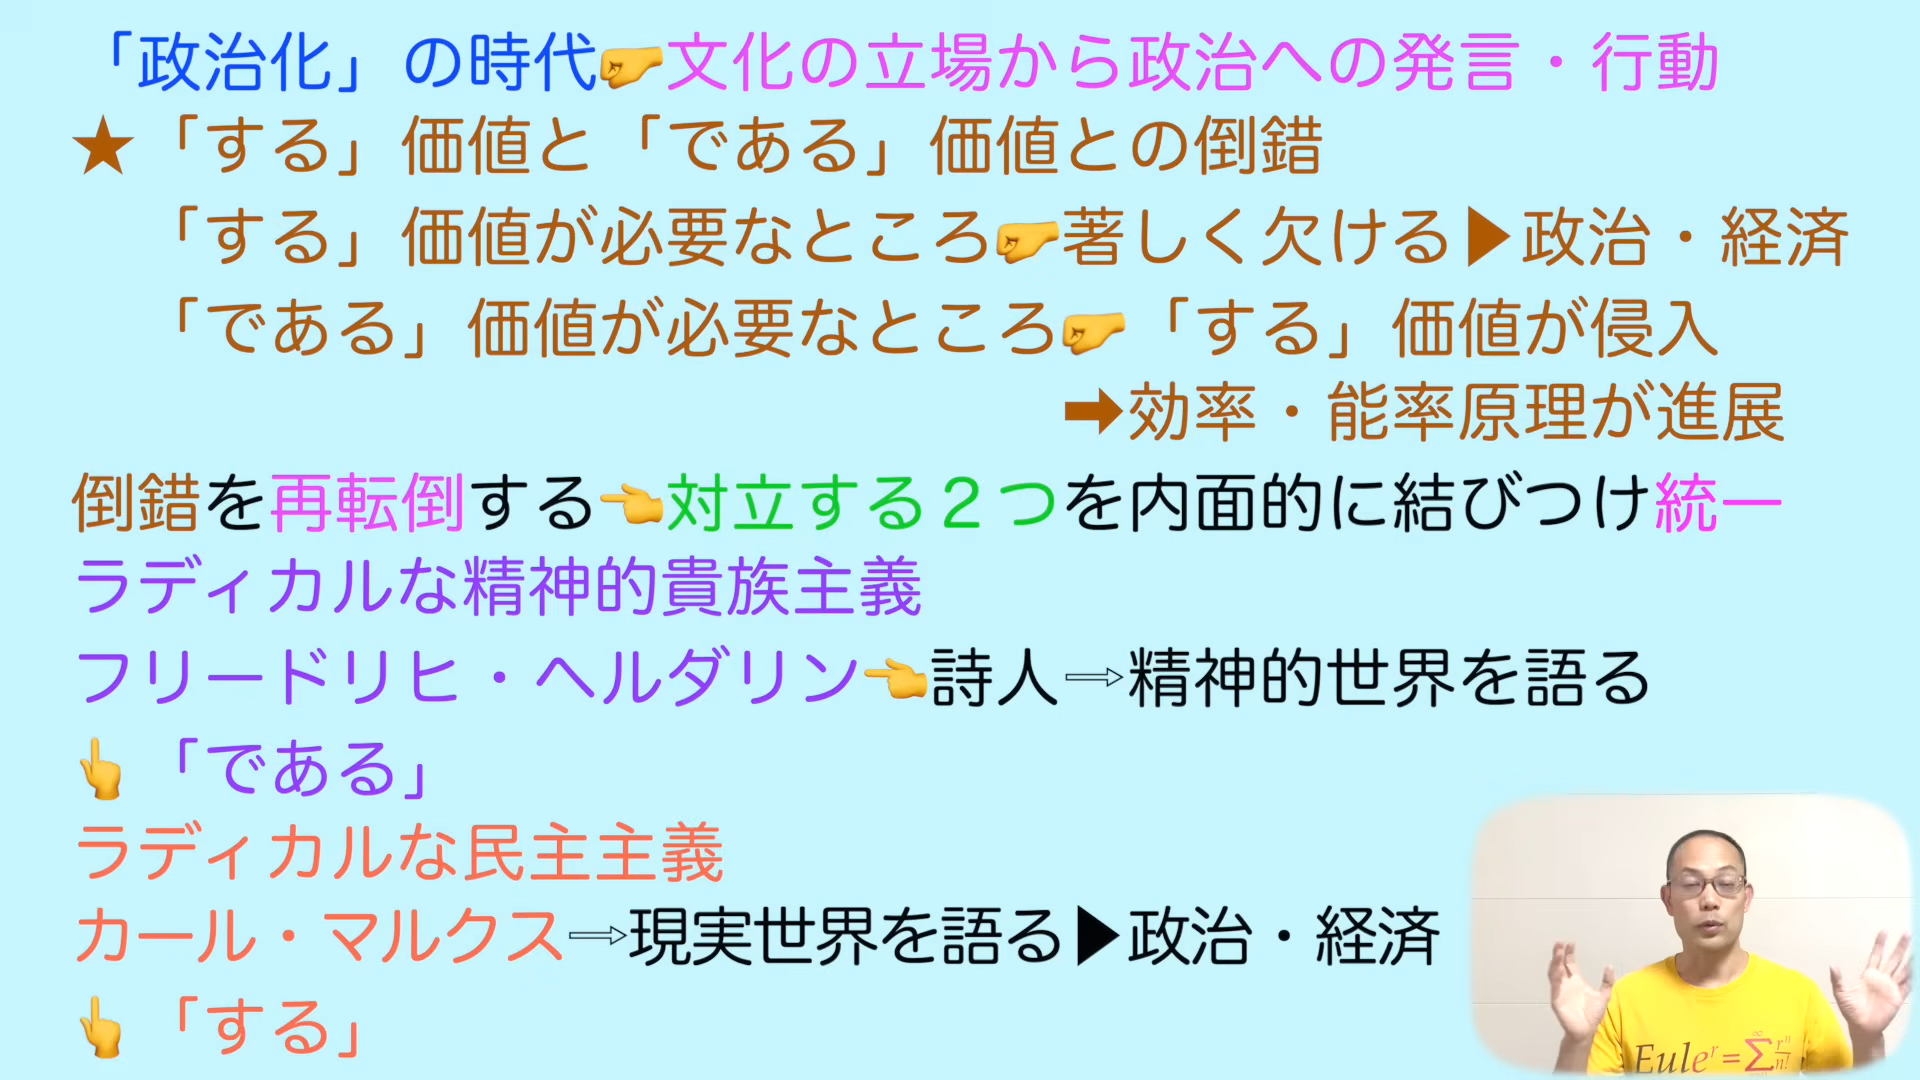 「政治化」の時代👉文化の立場から政治への発言・行動
★「する」価値と「である」価値との倒錯
「する」価値が必要なところ👉著しく欠ける▶政治・経済
「である」価値が必要なところ👉「する」価値が侵入
➡効率・能率原理が進展
倒錯を再転倒する👈対立する２つを内面的に結びつけ統一
ラディカルな精神的貴族主義
フリードリヒ・ヘルダリン👈詩人⇨精神的世界を語る
👆「である」
ラディカルな民主主義
カール・マルクス⇨現実世界を語る▶政治・経済
👆「する」
Euleʳ=∑rⁿ/n!